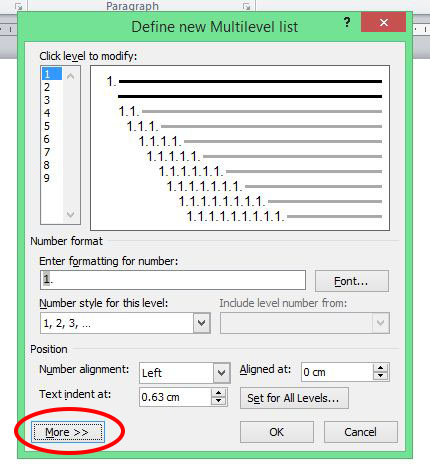 Paragraph
Define new Multilevel list
?
Click level to modify:
1
2
3
4
5
6
7
8
9
1.
1.1.
1.1.1.
1.1.1.1.
1.1.1.1.1.
1.1.1.1.1.1.
1.1.1.1.1.1.1.
1.1.1.1.1.1.1.1.
1.1.1.1.1.1.1.1.1.
Number format
Enter formatting for number:
1.
Font...
Number style for this level:
Include level number from:
1, 2, 3, ...
Position
Number alignment:
Left
Aligned at:
0 cm
Text indent at:
0.63 cm
Set for All Levels...
More >>
OK
Cancel